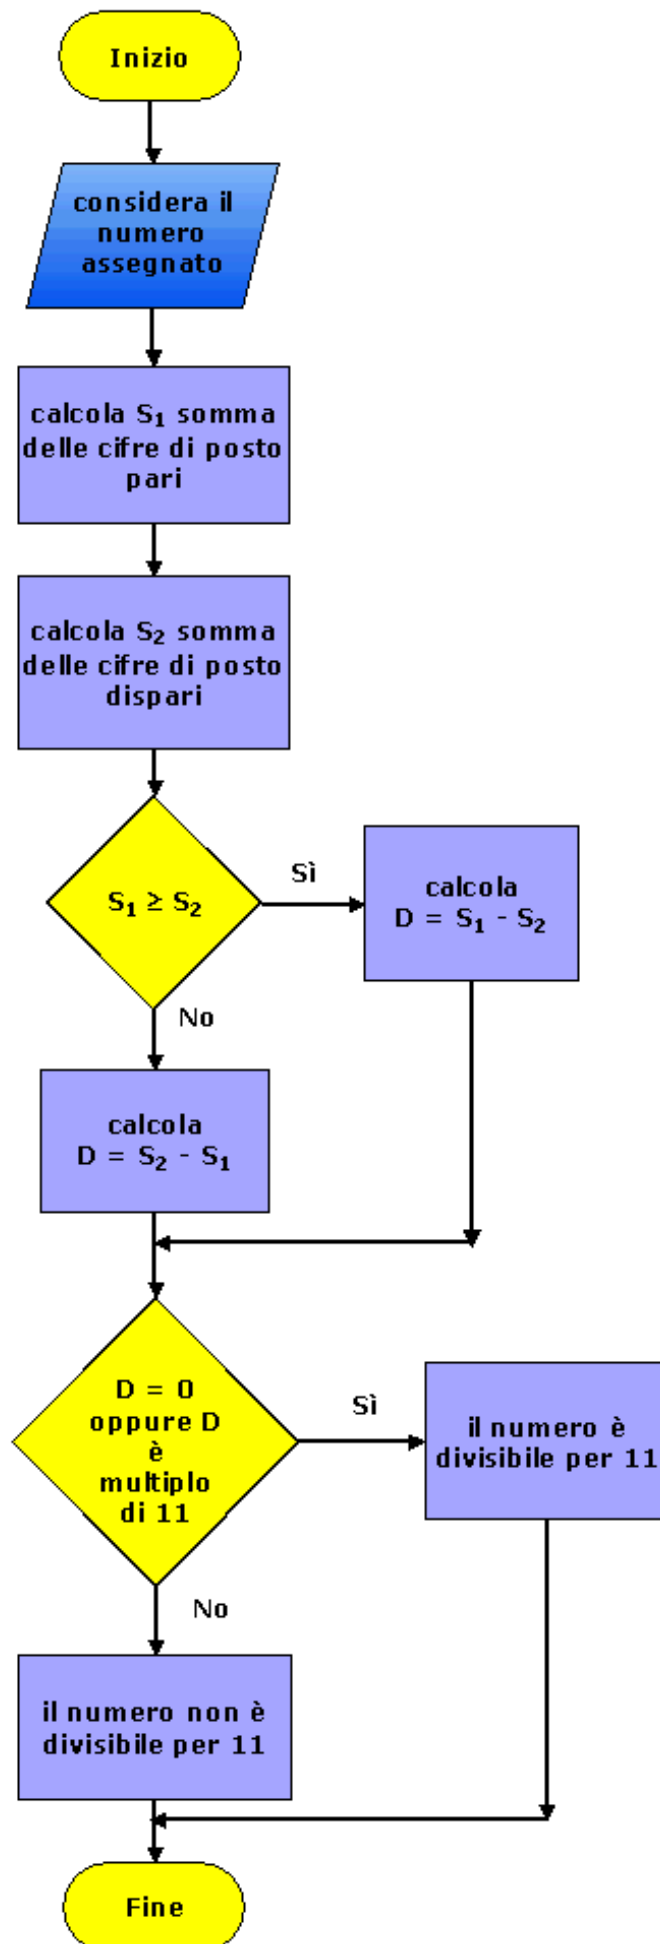 Inizio
considera il
numero
assegnato
calcola S₁ somma
delle cifre di posto
pari
calcola S₂ somma
delle cifre di posto
dispari
S₁ ≥ S₂
Sì
calcola
D = S₁ - S₂
No
calcola
D = S₂ - S₁
D = 0
oppure D
è
multiplo
di 11
Sì
il numero è
divisibile per 11
No
il numero non è
divisibile per 11
Fine